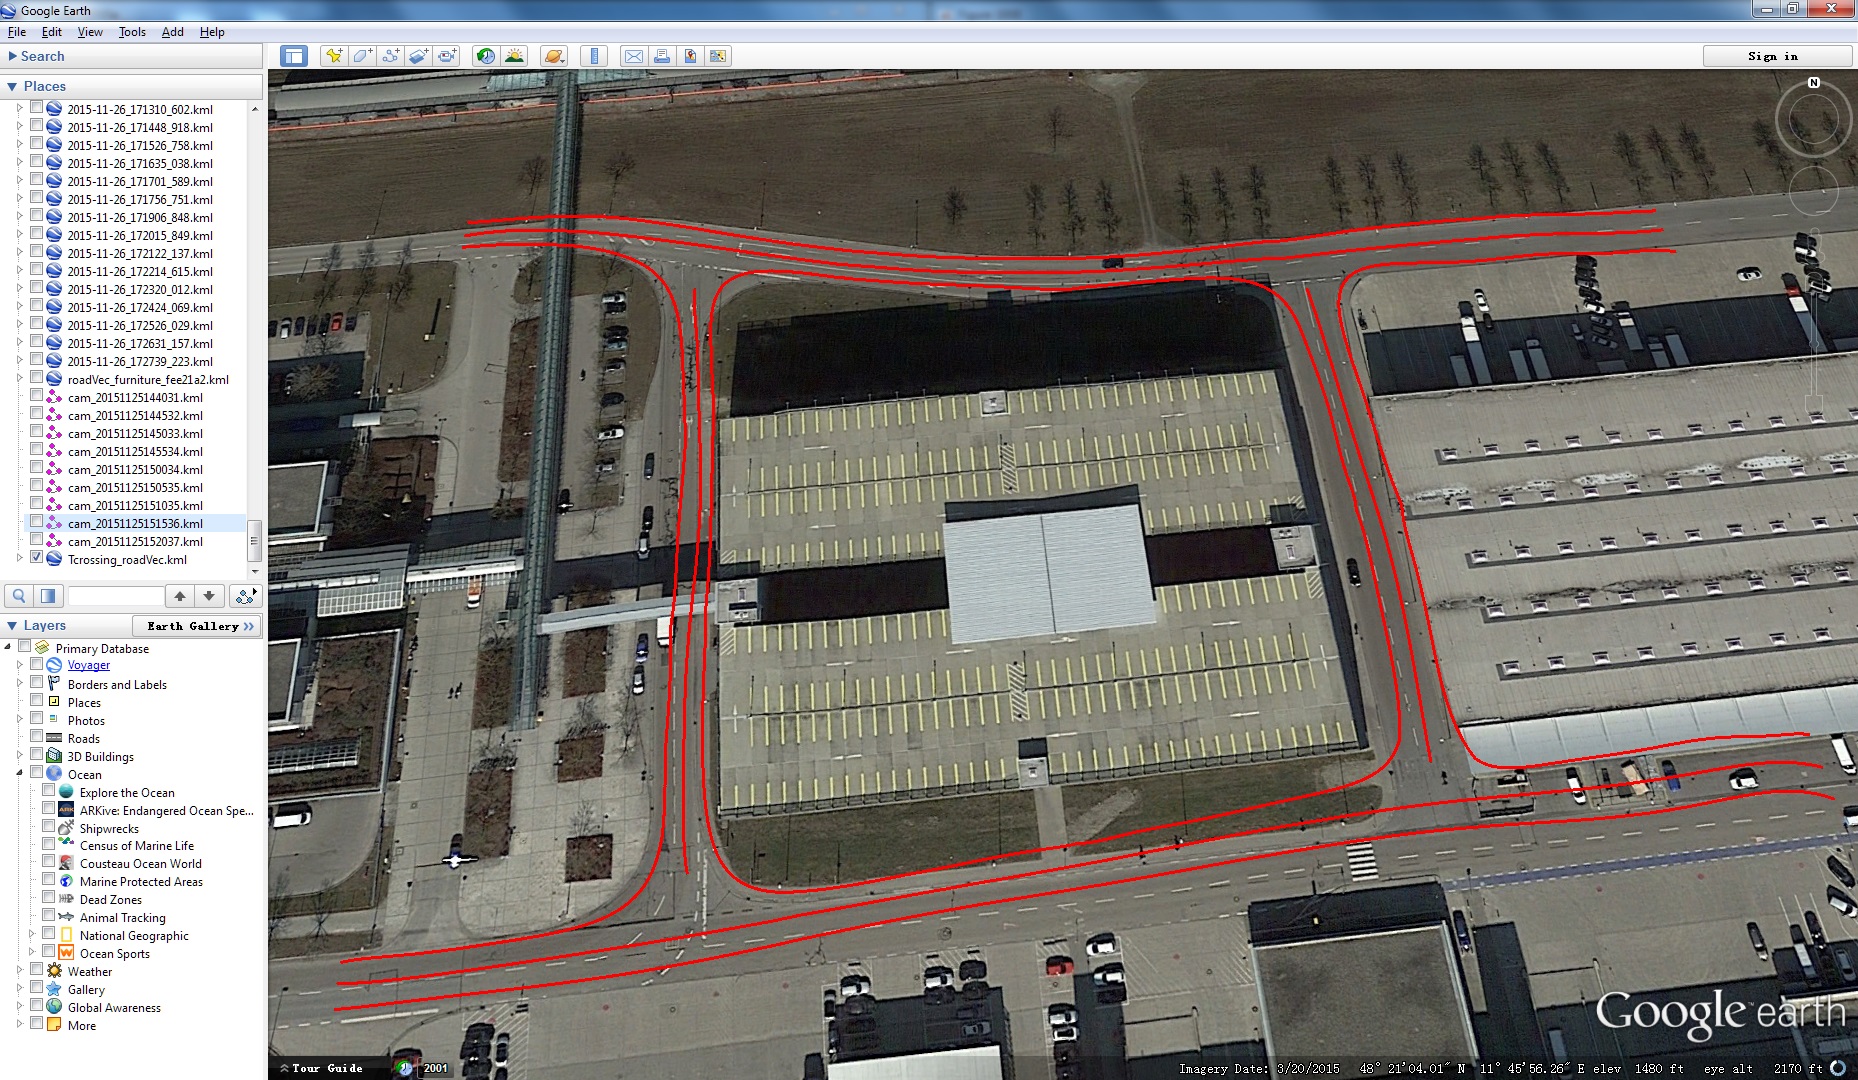 Google Earth
File Edit View Tools Add Help
Search
Sign in
Places
N
2015-11-26_171310_602.kml
2015-11-26_171448_918.kml
2015-11-26_171526_758.kml
2015-11-26_171635_038.kml
2015-11-26_171701_589.kml
2015-11-26_171756_751.kml
2015-11-26_171906_848.kml
2015-11-26_172015_849.kml
2015-11-26_172122_137.kml
2015-11-26_172214_615.kml
2015-11-26_172320_012.kml
2015-11-26_172424_069.kml
2015-11-26_172526_029.kml
2015-11-26_172631_157.kml
2015-11-26_172739_223.kml
roadVec_furniture_fee21a2.kml
cam_20151125144031.kml
cam_20151125144532.kml
cam_20151125145033.kml
cam_20151125145534.kml
cam_20151125150034.kml
cam_20151125150535.kml
cam_20151125151035.kml
cam_20151125151536.kml
cam_20151125152037.kml
Tcrossing_roadVec.kml
Layers
Earth Gallery »
Primary Database
Voyager
Borders and Labels
Places
Photos
Roads
3D Buildings
Ocean
Explore the Ocean
ARKive: Endangered Ocean Spe...
Shipwrecks
Census of Marine Life
Cousteau Ocean World
Marine Protected Areas
Dead Zones
Animal Tracking
National Geographic
Ocean Sports
Weather
Gallery
Global Awareness
More
Google earth
Tour Guide
2001
Imagery Date: 3/20/2015 48° 21'04.01" N 11° 45'56.26" E elev 1480 ft eye alt 2170 ft